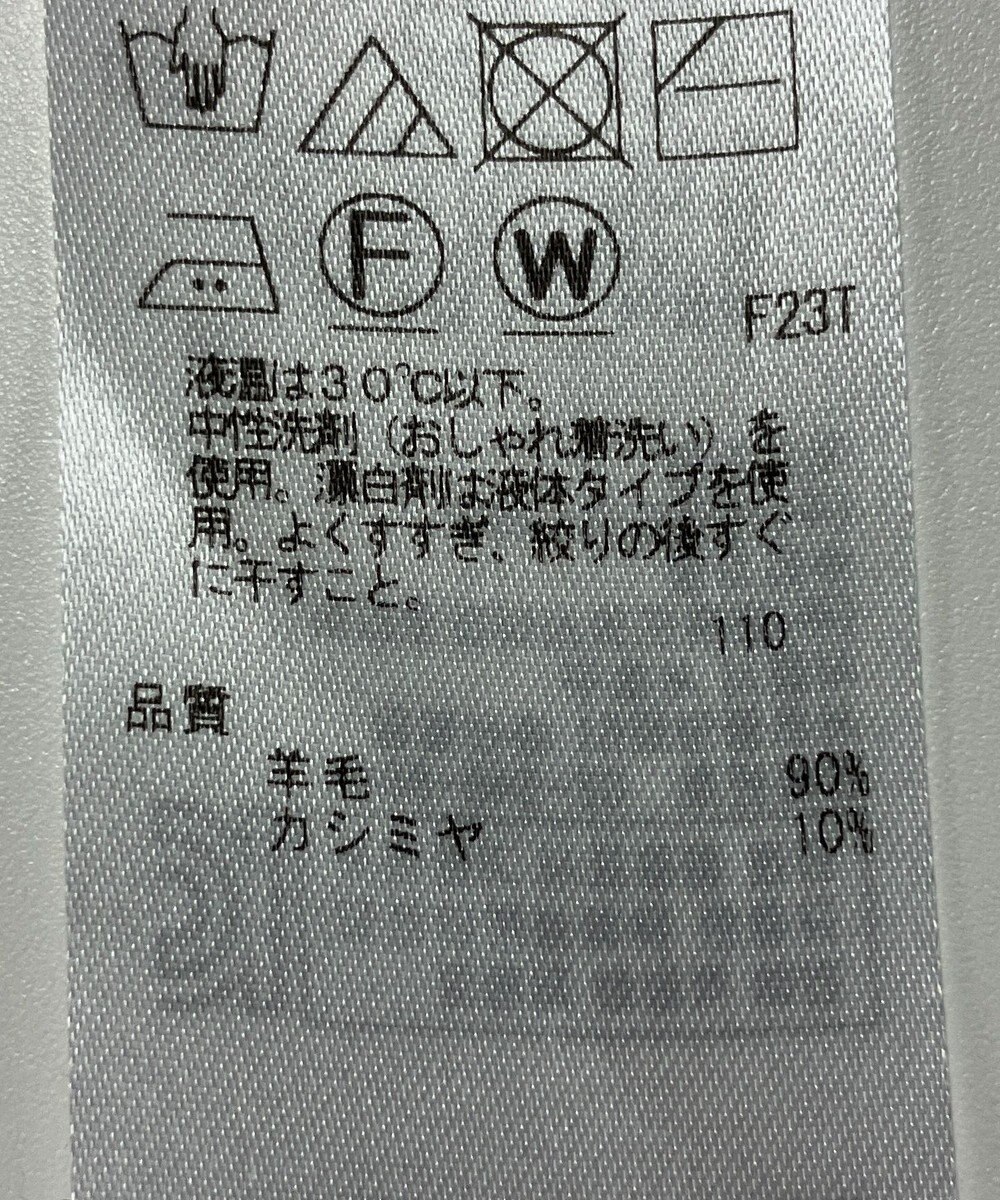 F W
F23T
液温は30℃以下。
中性洗剤(おしゃれ着洗い)を
使用。漂白剤は液体タイプを使
用。よくすすぎ、絞りの後すぐ
に干すこと。
110
品質
羊毛 90%
カシミヤ 10%